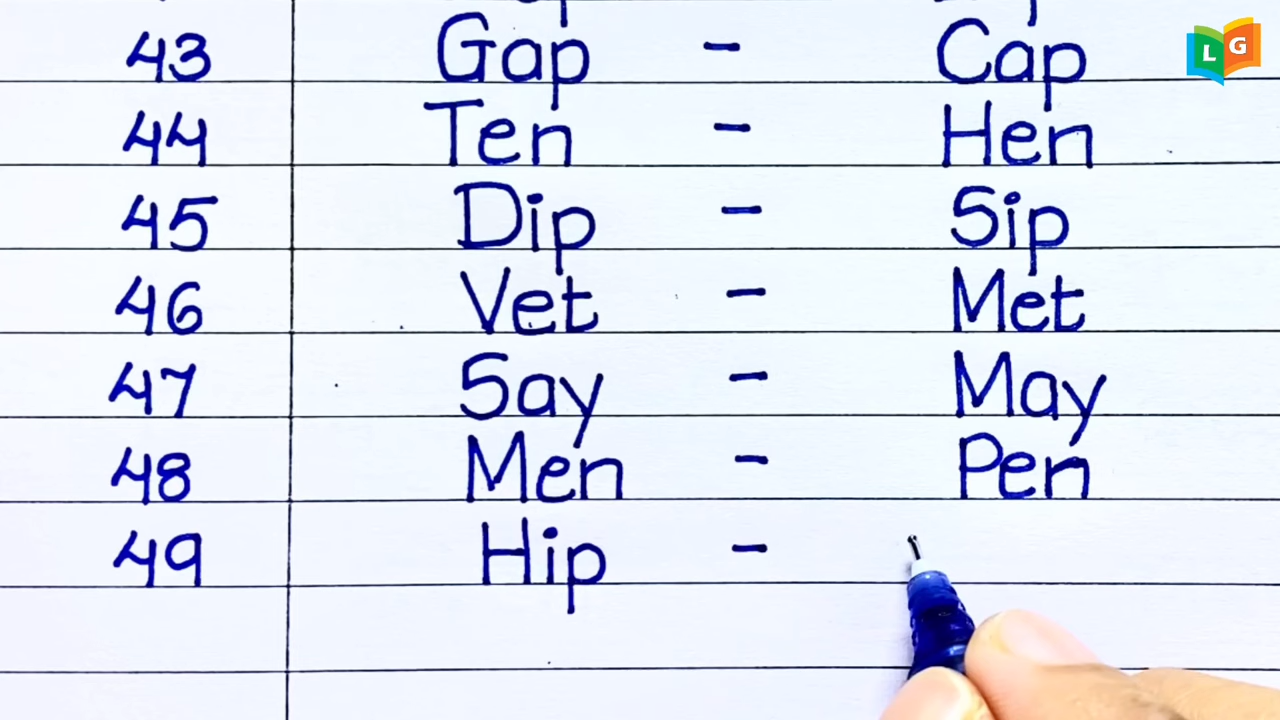 LG
43 Gap - Cap
44 Ten - Hen
45 Dip - Sip
46 Vet - Met
47 Say - May
48 Men - Pen
49 Hip -